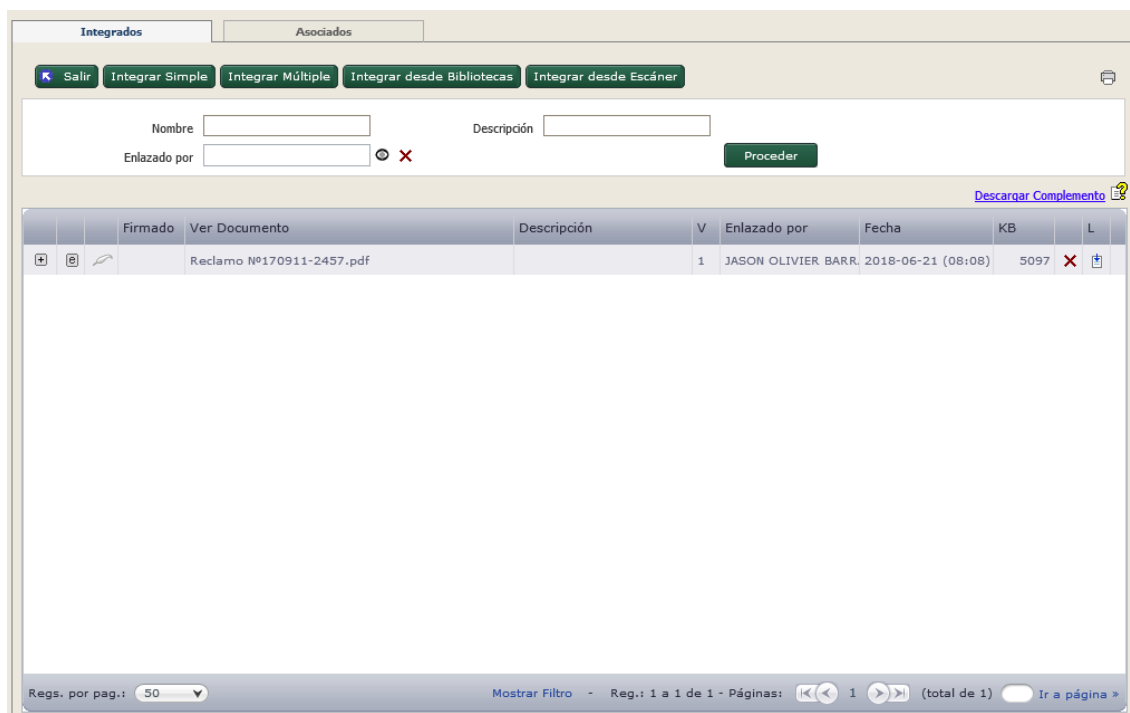 Integrados Asociados
Salir Integrar Simple Integrar Múltiple Integrar desde Bibliotecas Integrar desde Escáner
Nombre Descripción
Enlazado por Proceder
Descargar Complemento
Firmado Ver Documento Descripción V Enlazado por Fecha KB L
Reclamo Nº170911-2457.pdf 1 JASON OLIVIER BARR 2018-06-21 (08:08) 5097
Regs. por pag.: 50 Mostrar Filtro - Reg.: 1 a 1 de 1 - Páginas: 1 (total de 1) Ir a página »